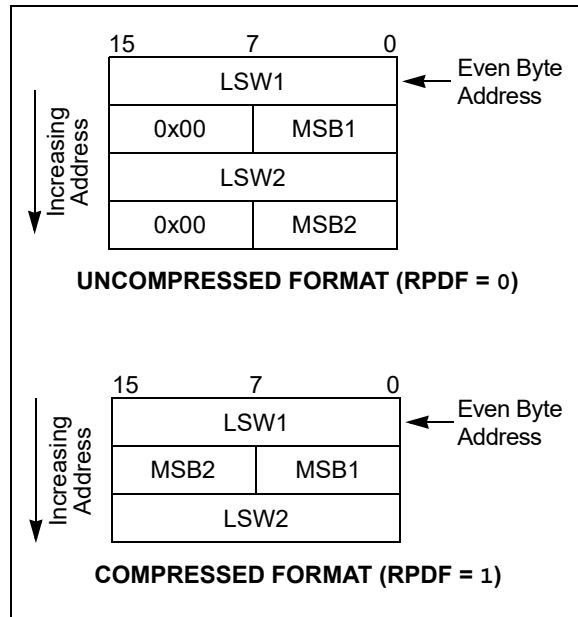 15 7 0
LSW1
Even Byte
Address
0x00 MSB1
LSW2
0x00 MSB2
Increasing
Address
UNCOMPRESSED FORMAT (RPDF = 0)
15 7 0
LSW1
Even Byte
Address
MSB2 MSB1
LSW2
Increasing
Address
COMPRESSED FORMAT (RPDF = 1)